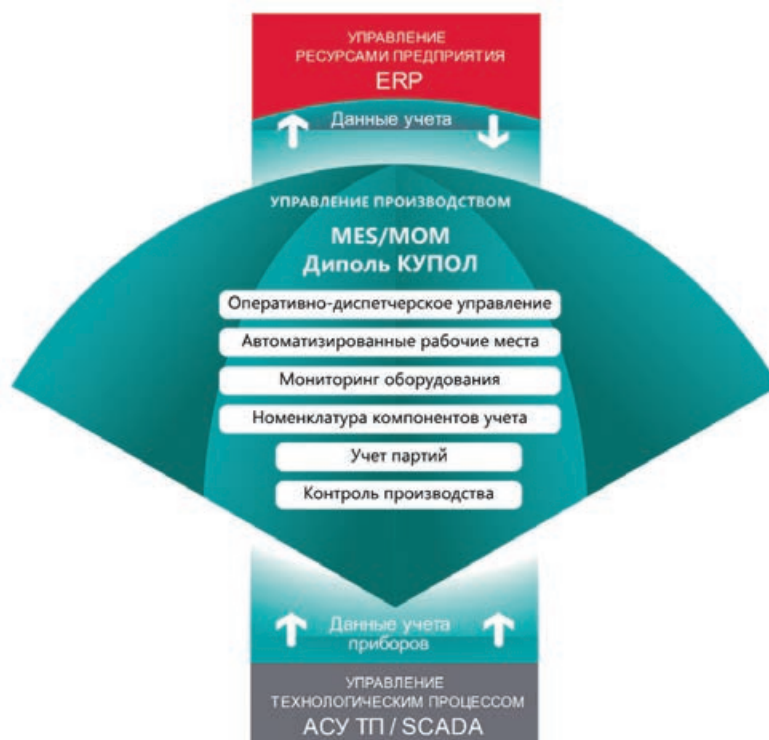 УПРАВЛЕНИЕ
РЕСУРСАМИ ПРЕДПРИЯТИЯ
ERP
Данные учета
УПРАВЛЕНИЕ ПРОИЗВОДСТВОМ
MES/MOM
Диполь КУПОЛ
Оперативно-диспетчерское управление
Автоматизированные рабочие места
Мониторинг оборудования
Номенклатура компонентов учета
Учет партий
Контроль производства
Данные учета
приборов
УПРАВЛЕНИЕ
ТЕХНОЛОГИЧЕСКИМ ПРОЦЕССОМ
АСУ ТП / SCADA